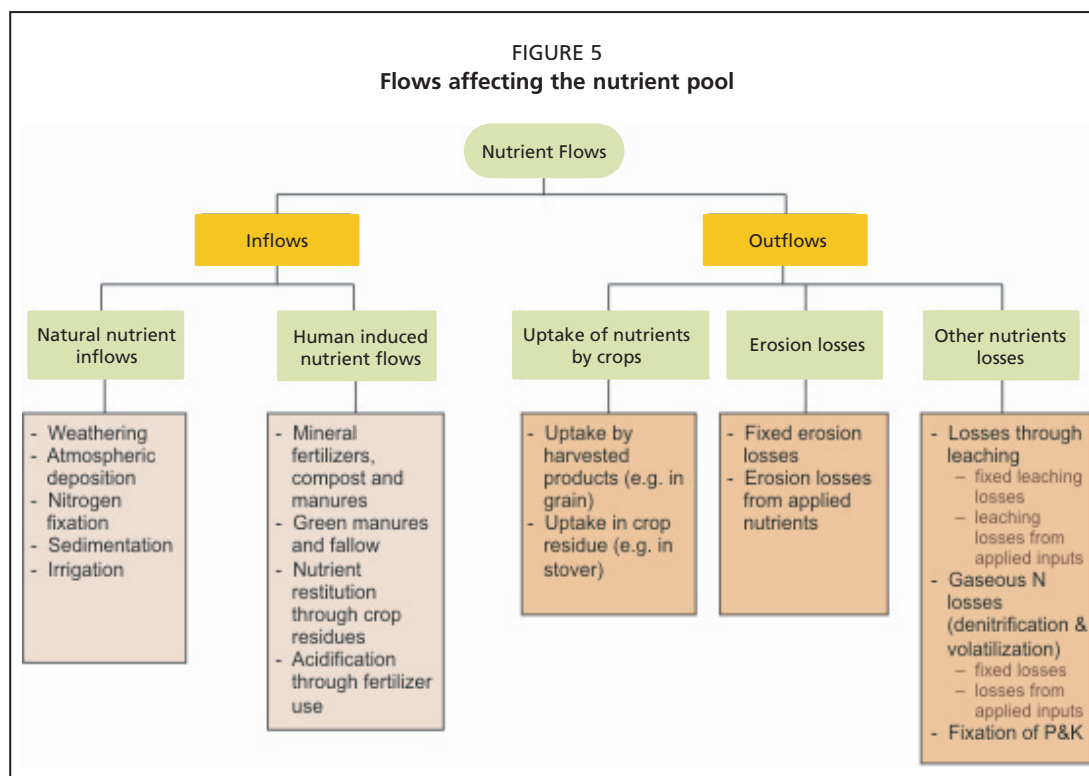 FIGURE 5
Flows affecting the nutrient pool
Nutrient Flows
Inflows
Outflows
Natural nutrient
inflows
Human induced
nutrient flows
Uptake of nutrients
by crops
Erosion losses
Other nutrients
losses
- Weathering
- Atmospheric
deposition
- Nitrogen
fixation
- Sedimentation
- Irrigation
- Mineral
fertilizers,
compost and
manures
- Green manures
and fallow
- Nutrient
restitution
through crop
residues
- Acidification
through fertilizer
use
- Uptake by
harvested
products (e.g. in
grain)
- Uptake in crop
residue (e.g. in
stover)
- Fixed erosion
losses
- Erosion losses
from applied
nutrients
- Losses through
leaching
– fixed leaching
losses
– leaching
losses from
applied inputs
- Gaseous N
losses
(denitrification &
volatilization)
– fixed losses
– losses from
applied inputs
- Fixation of P&K